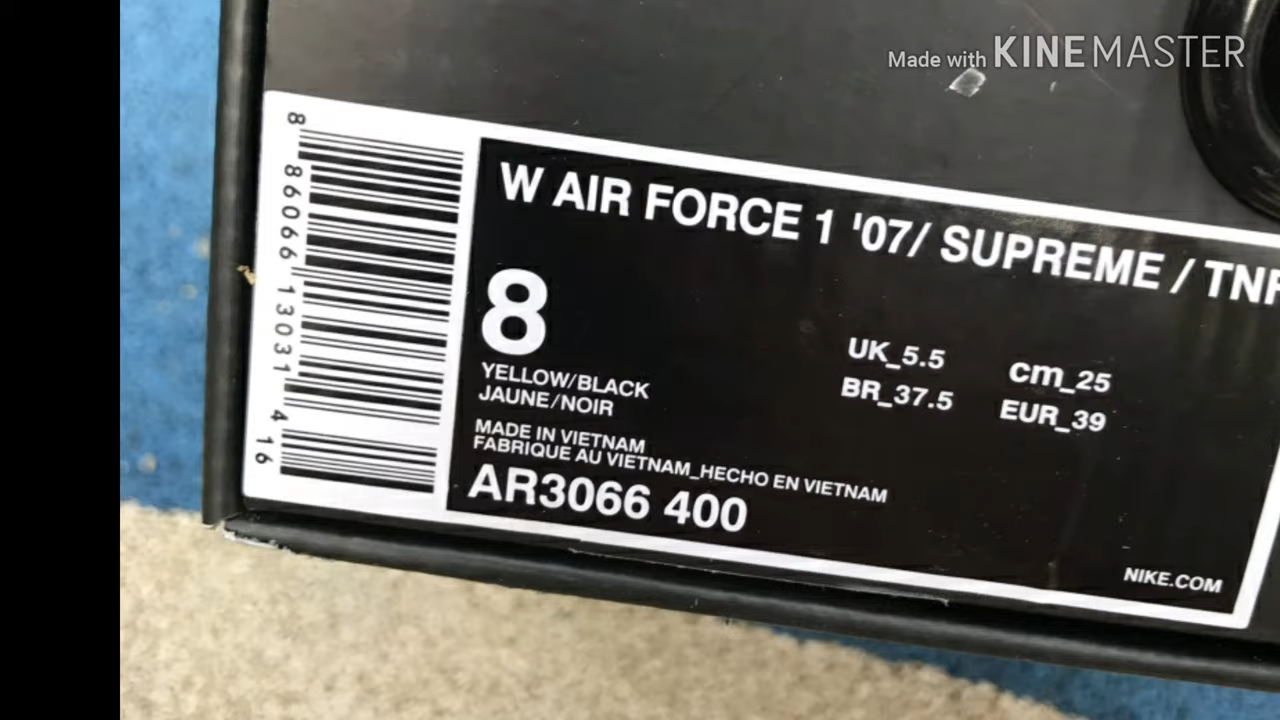 Made with KINEMASTER
8 86066 13031 4 16
W AIR FORCE 1 '07/ SUPREME / TNF
8
UK_5.5 cm_25
YELLOW/BLACK
BR_37.5 EUR_39
JAUNE/NOIR
MADE IN VIETNAM
FABRIQUE AU VIETNAM_HECHO EN VIETNAM
AR3066 400
NIKE.COM